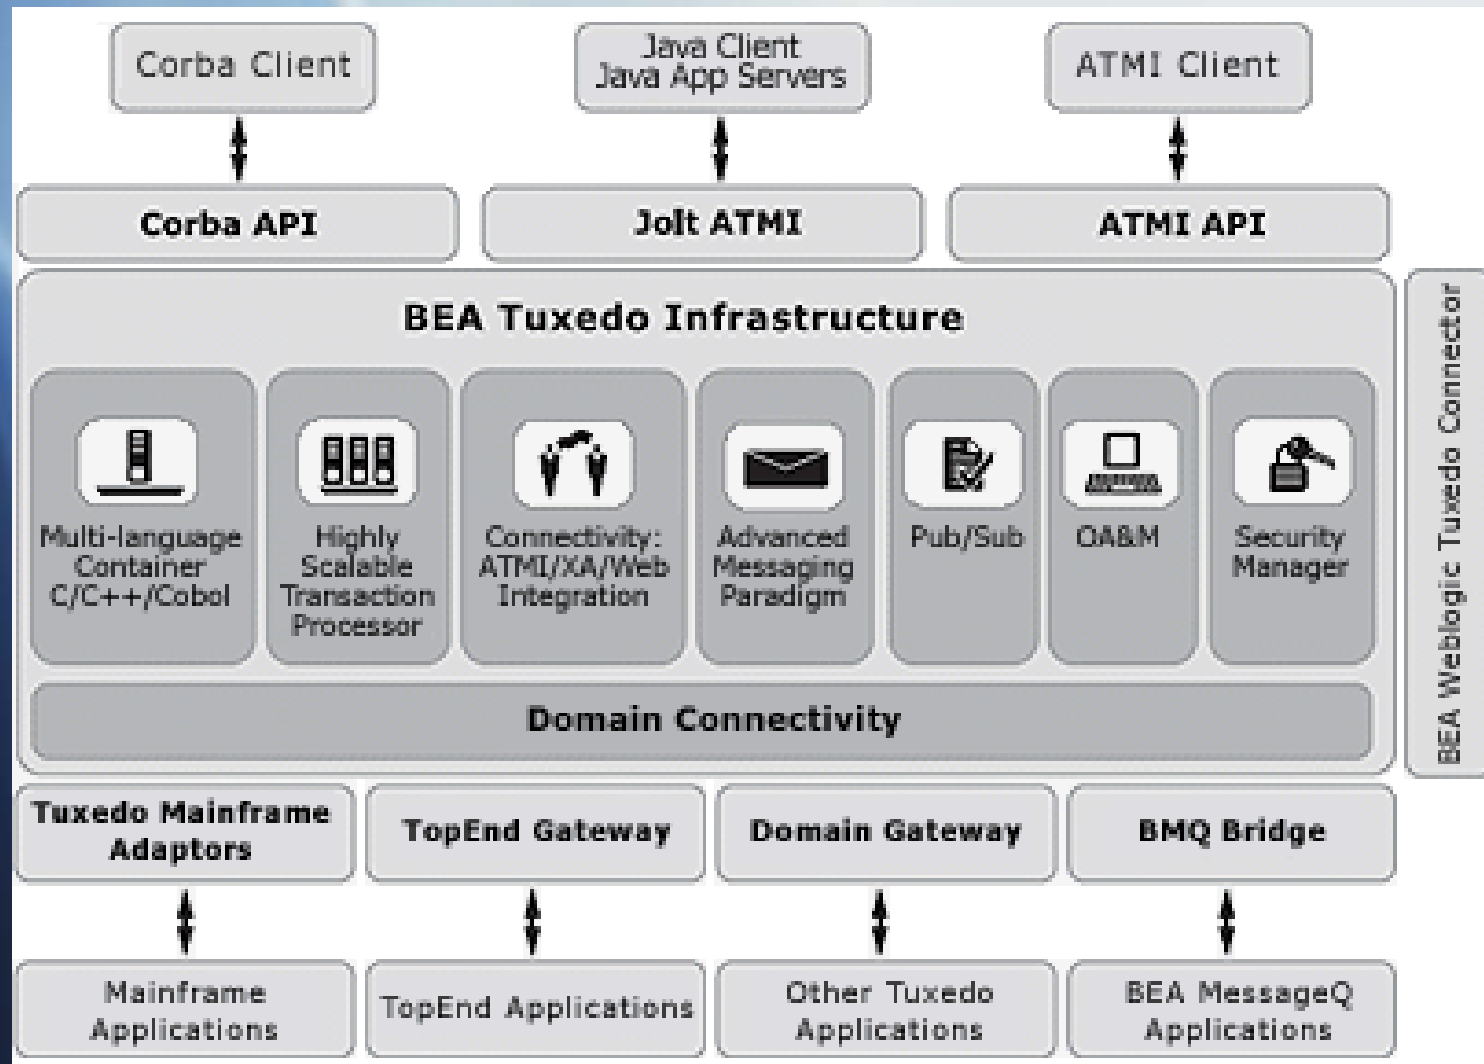 Corba Client
Java Client
Java App Servers
ATMI Client
Corba API
Jolt ATMI
ATMI API
BEA Tuxedo Infrastructure
Multi-language
Container
C/C++/Cobol
Highly
Scalable
Transaction
Processor
Connectivity:
ATMI/XA/Web
Integration
Advanced
Messaging
Paradigm
Pub/Sub
OA&M
Security
Manager
Domain Connectivity
BEA Weblogic Tuxedo Connector
Tuxedo Mainframe
Adaptors
TopEnd Gateway
Domain Gateway
BMQ Bridge
Mainframe
Applications
TopEnd Applications
Other Tuxedo
Applications
BEA MessageQ
Applications